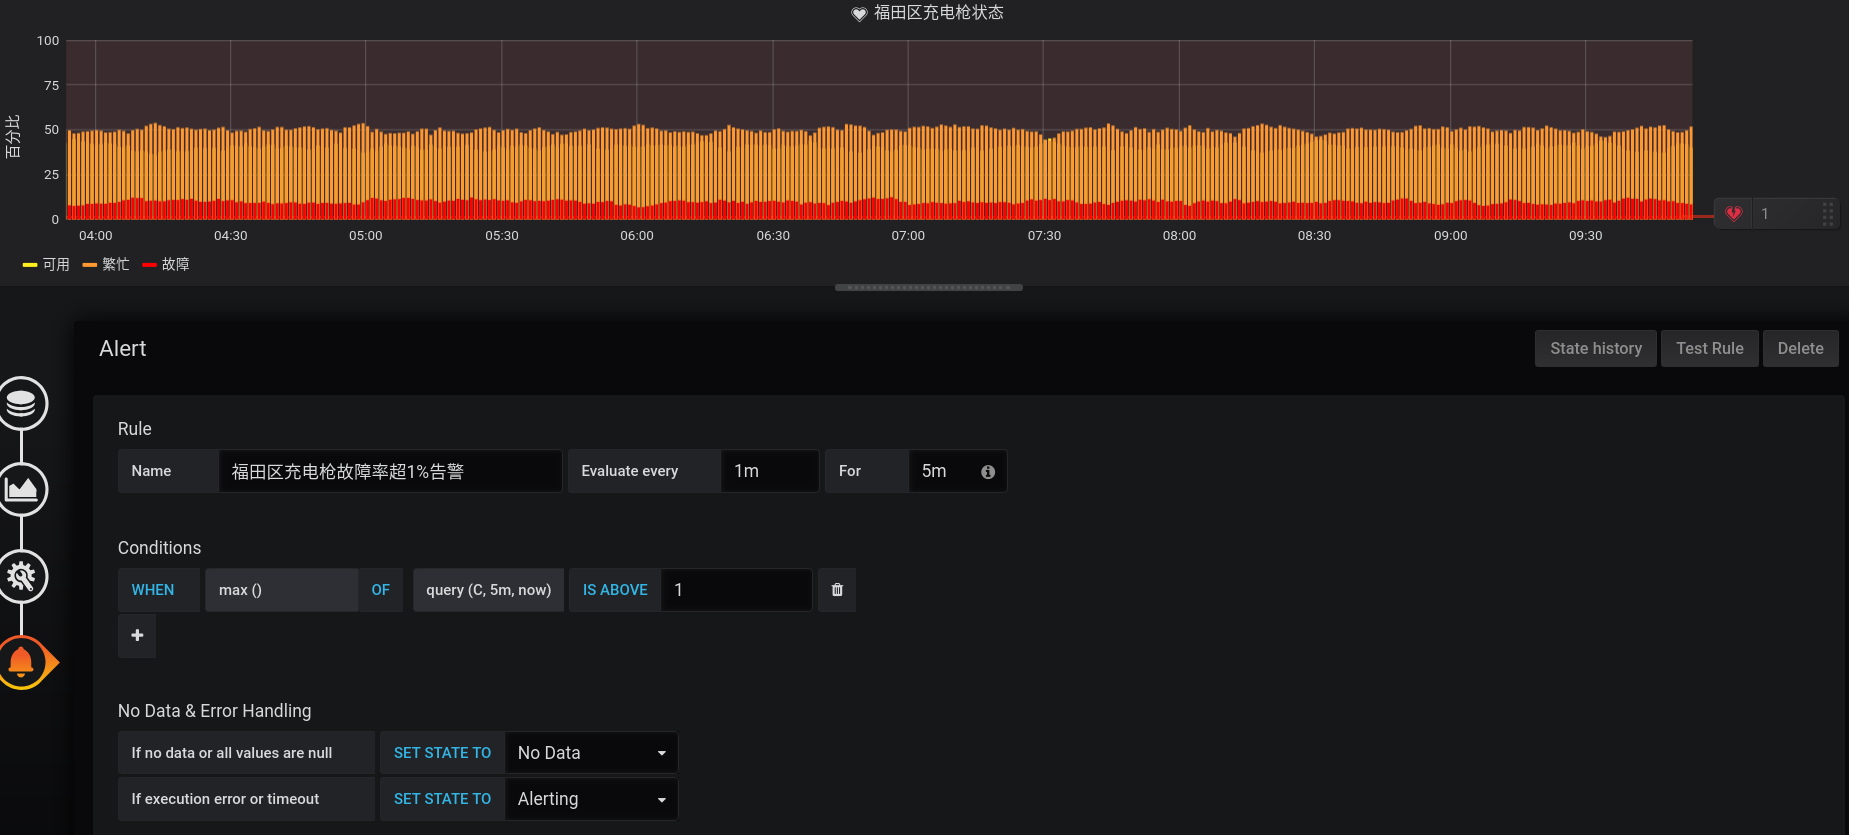 福田区充电枪状态
100
75
50
25
0
百分比
04:00 04:30 05:00 05:30 06:00 06:30 07:00 07:30 08:00 08:30 09:00 09:30
1
可用 繁忙 故障
Alert State history Test Rule Delete
Rule
Name 福田区充电枪故障率超1%告警 Evaluate every 1m For 5m
Conditions
WHEN max () OF query (C, 5m, now) IS ABOVE 1
No Data & Error Handling
If no data or all values are null SET STATE TO No Data
If execution error or timeout SET STATE TO Alerting